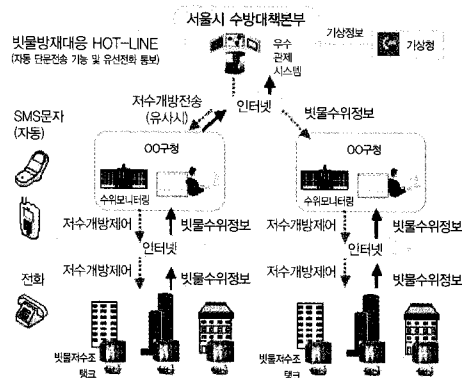 서울시 수방대책본부
빗물방재대응 HOT-LINE
(자동 단문전송 기능 및 유선전화 통보)
우수
관제
시스템
기상정보
기상청
SMS문자
(자동)
저수개방전송
(유사시)
인터넷
빗물수위정보
OO구청
수위모니터링
OO구청
수위모니터링
저수개방제어
빗물수위정보
저수개방제어
빗물수위정보
인터넷
인터넷
전화
저수개방제어
빗물수위정보
저수개방제어
빗물수위정보
빗물저수조
탱크
빗물저수조
탱크